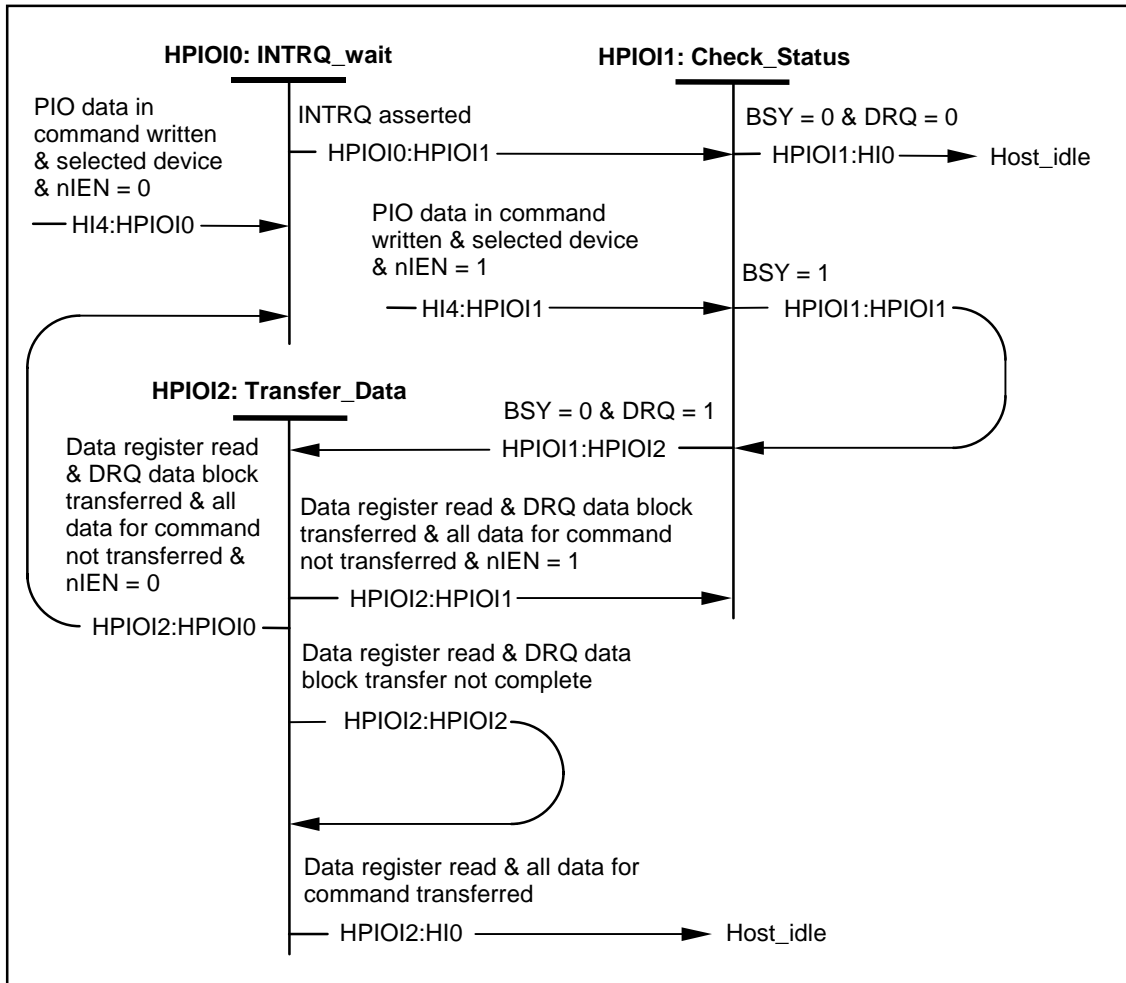 HPIOI0: INTRQ_wait
HPIOI1: Check_Status
PIO data in
command written
& selected device
& nIEN = 0
HI4:HPIOI0
INTRQ asserted
HPIOI0:HPIOI1
BSY = 0 & DRQ = 0
HPIOI1:HI0
Host_idle
PIO data in command
written & selected device
& nIEN = 1
HI4:HPIOI1
BSY = 1
HPIOI1:HPIOI1
HPIOI2: Transfer_Data
BSY = 0 & DRQ = 1
HPIOI1:HPIOI2
Data register read
& DRQ data block
transferred & all
data for command
not transferred &
nIEN = 0
HPIOI2:HPIOI0
Data register read & DRQ data block
transferred & all data for command
not transferred & nIEN = 1
HPIOI2:HPIOI1
Data register read & DRQ data
block transfer not complete
HPIOI2:HPIOI2
Data register read & all data for
command transferred
HPIOI2:HI0
Host_idle